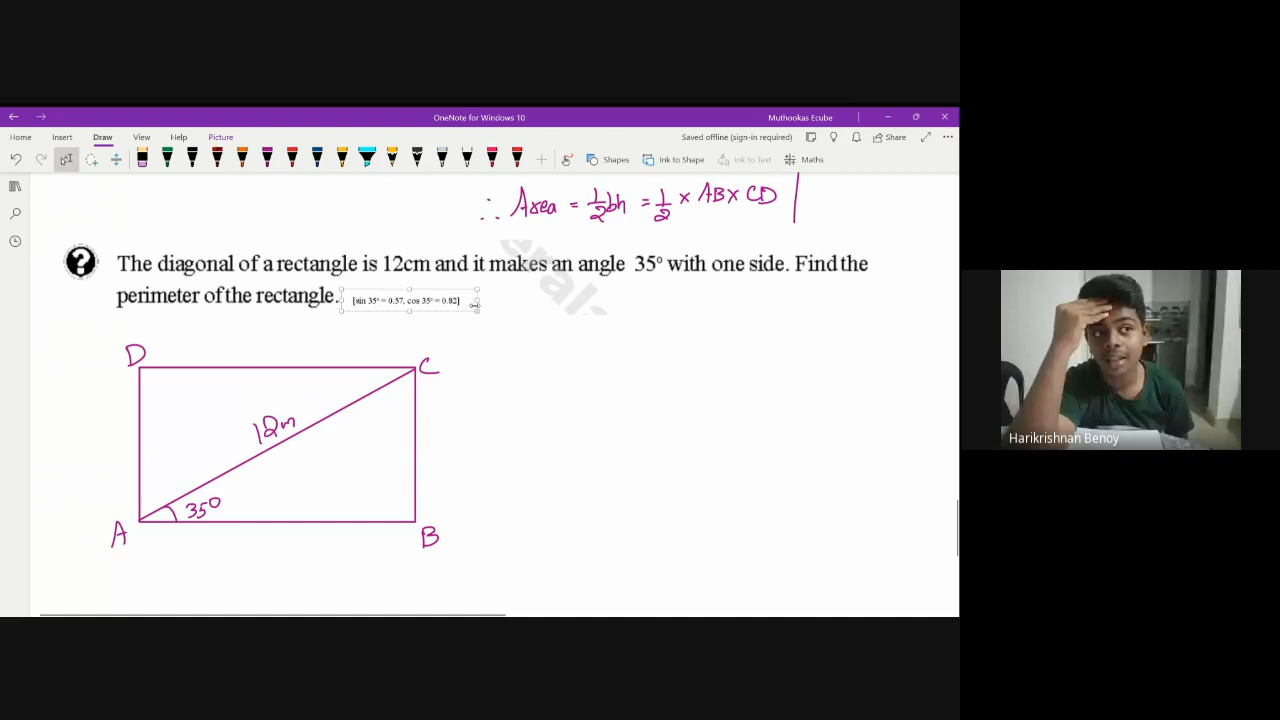 OneNote for Windows 10
Muthookas Ecube
Home Insert Draw View Help Picture
Saved offline (sign-in required)
Share
Shapes
Ink to Shape
Ink to Text
Maths
∴ Area = 1/2 bh = 1/2 × AB × CD
? The diagonal of a rectangle is 12cm and it makes an angle 35° with one side. Find the
perimeter of the rectangle. [sin 35° = 0.57, cos 35° = 0.82]
D
C
12m
35°
A
B
Harikrishnan Benoy